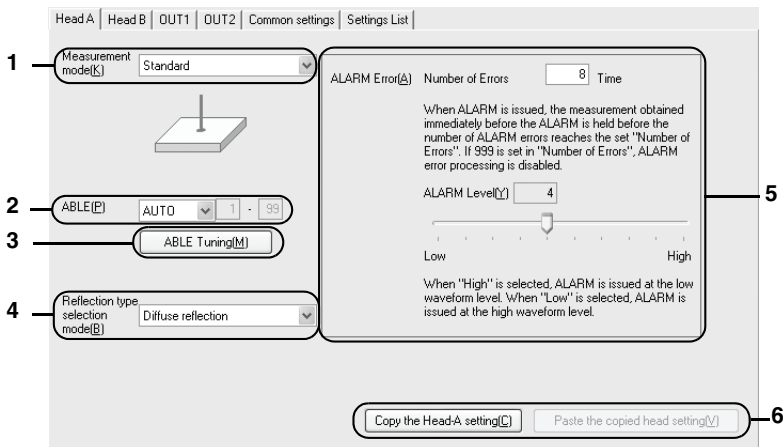 Head A Head B OUT1 OUT2 Common settings Settings List
1
Measurement
mode(K)
Standard
2
ABLE(P)
AUTO 1 - 99
3
ABLE Tuning(M)
4
Reflection type
selection
mode(B)
Diffuse reflection
5
ALARM Error(A) Number of Errors 8 Time
When ALARM is issued, the measurement obtained
immediately before the ALARM is held before the
number of ALARM errors reaches the set "Number of
Errors". If 999 is set in "Number of Errors", ALARM
error processing is disabled.
ALARM Level(Y) 4
Low High
When "High" is selected, ALARM is issued at the low
waveform level. When "Low" is selected, ALARM is
issued at the high waveform level.
Copy the Head-A setting(C) Paste the copied head setting(V)
6